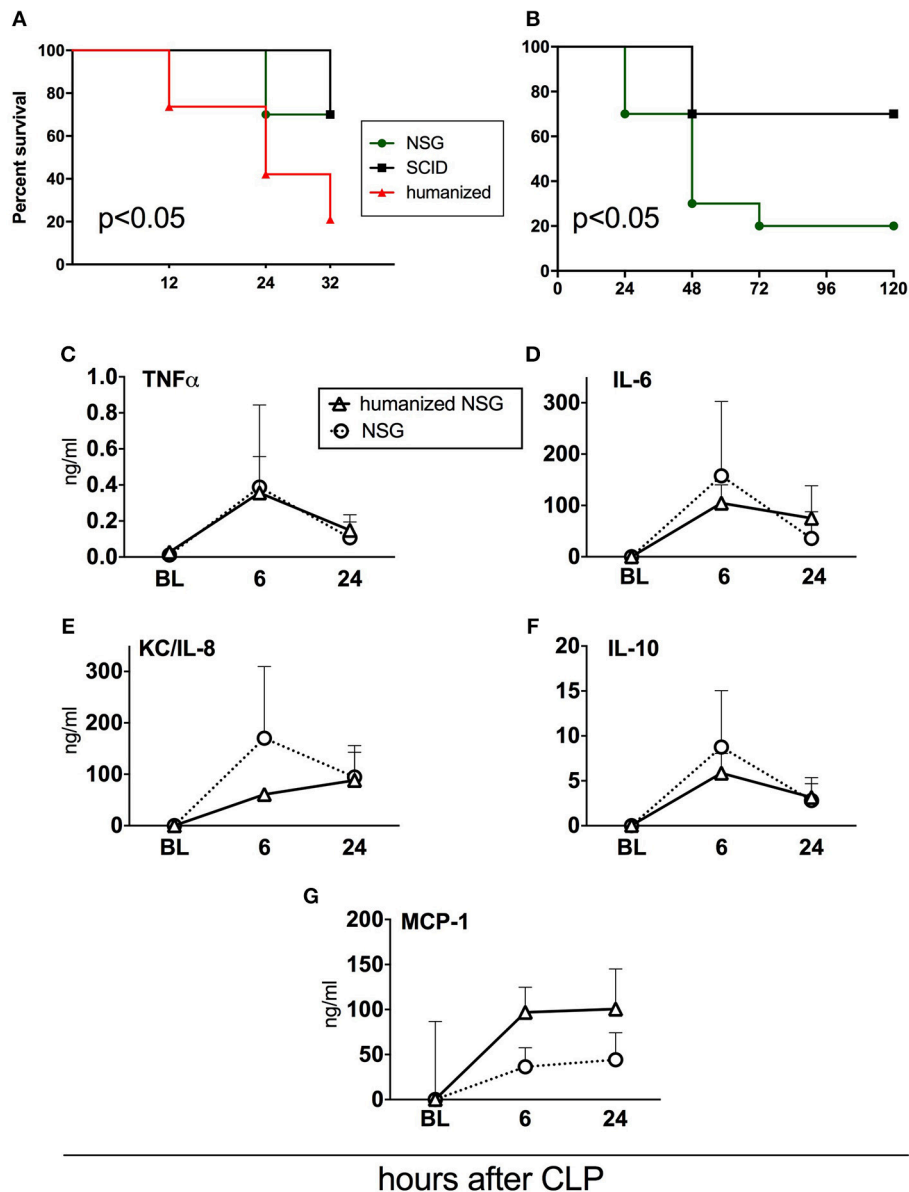 A
Percent survival
100
80
60
40
20
0
12 24 32
p<0.05
NSG
SCID
humanized
B
100
80
60
40
20
0
0 24 48 72 96 120
p<0.05
C
TNFα
ng/ml
1.0
0.8
0.6
0.4
0.2
0.0
BL 6 24
humanized NSG
NSG
D
IL-6
300
200
100
0
BL 6 24
E
KC/IL-8
ng/ml
300
200
100
0
BL 6 24
F
IL-10
20
15
10
5
0
BL 6 24
G
MCP-1
ng/ml
200
150
100
50
0
BL 6 24
hours after CLP